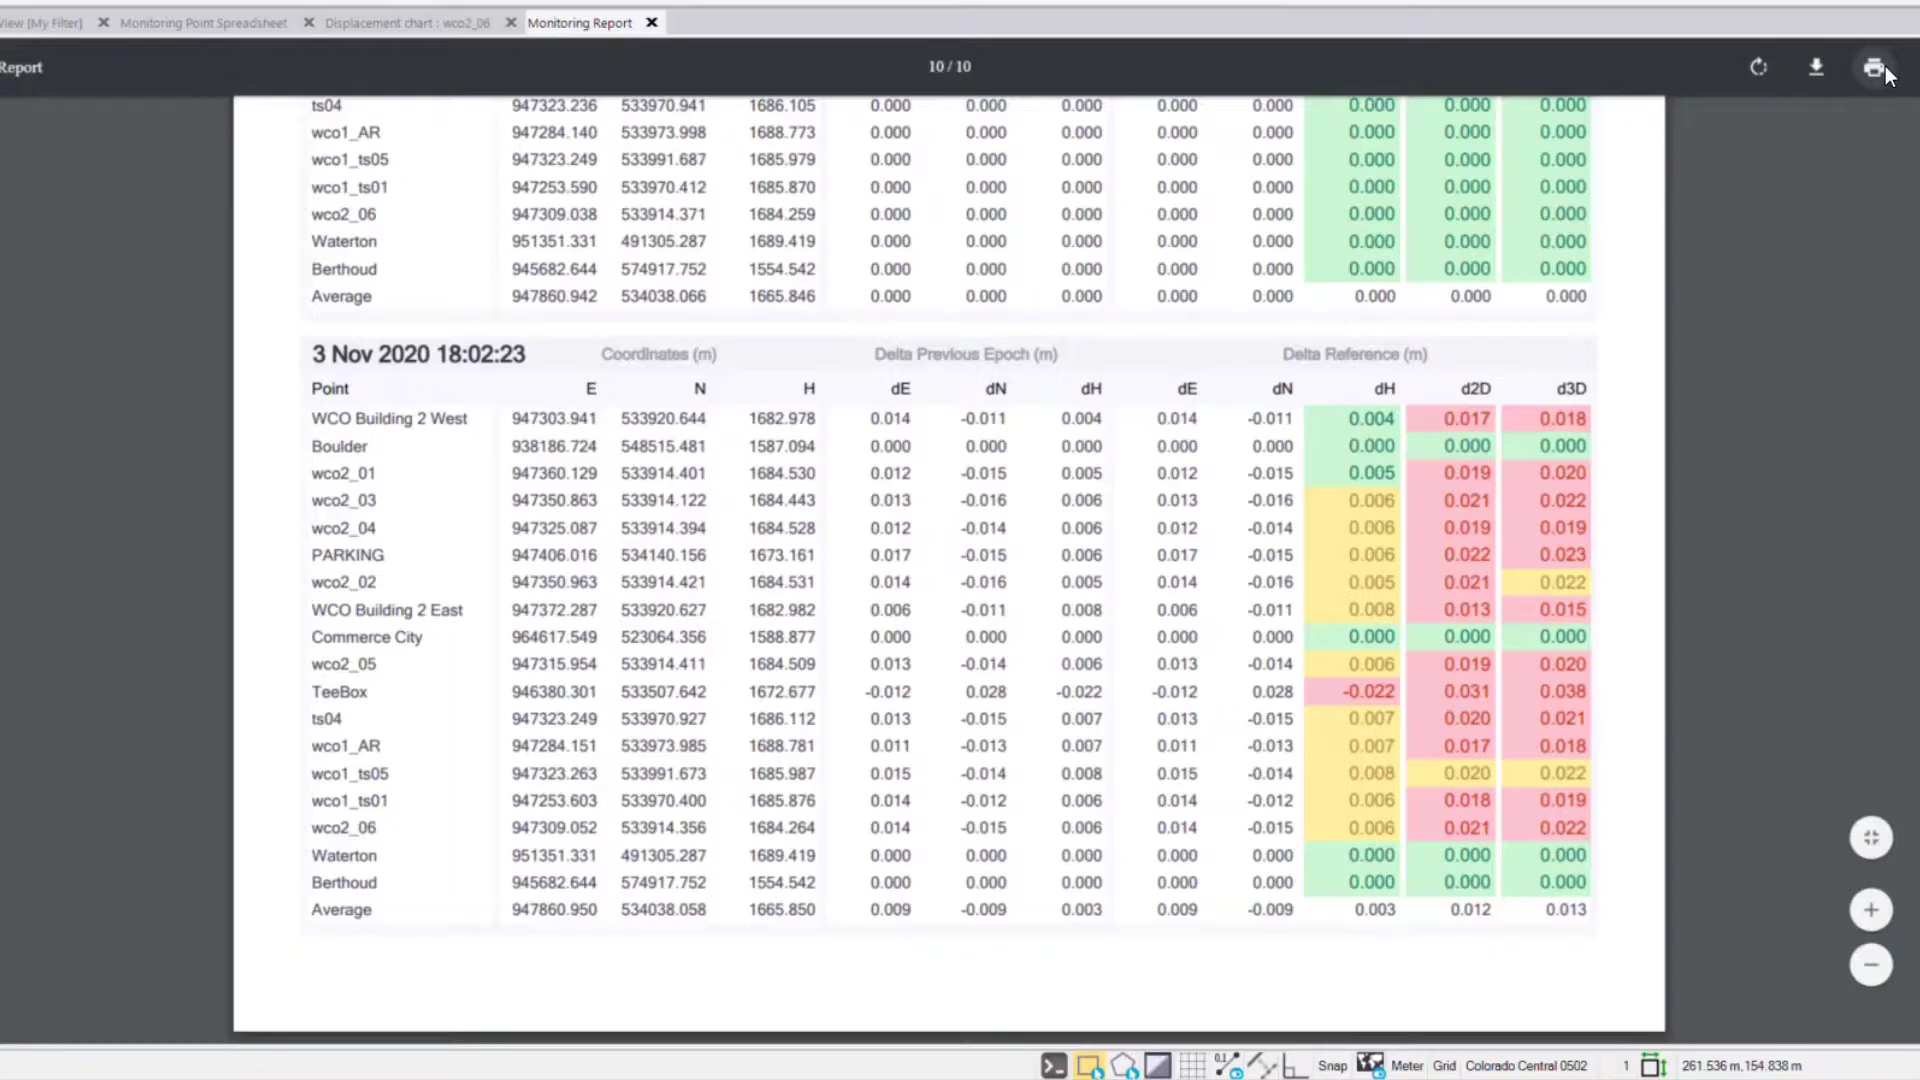 View [My Filter] Monitoring Point Spreadsheet Displacement chart : wco2_06 Monitoring Report
Report 10 / 10
ts04 947323.236 533970.941 1686.105 0.000 0.000 0.000 0.000 0.000 0.000 0.000 0.000
wco1_AR 947284.140 533973.998 1688.773 0.000 0.000 0.000 0.000 0.000 0.000 0.000 0.000
wco1_ts05 947323.249 533991.687 1685.979 0.000 0.000 0.000 0.000 0.000 0.000 0.000 0.000
wco1_ts01 947253.590 533970.412 1685.870 0.000 0.000 0.000 0.000 0.000 0.000 0.000 0.000
wco2_06 947309.038 533914.371 1684.259 0.000 0.000 0.000 0.000 0.000 0.000 0.000 0.000
Waterton 951351.331 491305.287 1689.419 0.000 0.000 0.000 0.000 0.000 0.000 0.000 0.000
Berthoud 945682.644 574917.752 1554.542 0.000 0.000 0.000 0.000 0.000 0.000 0.000 0.000
Average 947860.942 534038.066 1665.846 0.000 0.000 0.000 0.000 0.000 0.000 0.000 0.000
3 Nov 2020 18:02:23 Coordinates (m) Delta Previous Epoch (m) Delta Reference (m)
Point E N H dE dN dH dE dN dH d2D d3D
WCO Building 2 West 947303.941 533920.644 1682.978 0.014 -0.011 0.004 0.014 -0.011 0.004 0.017 0.018
Boulder 938186.724 548515.481 1587.094 0.000 0.000 0.000 0.000 0.000 0.000 0.000 0.000
wco2_01 947360.129 533914.401 1684.530 0.012 -0.015 0.005 0.012 -0.015 0.005 0.019 0.020
wco2_03 947350.863 533914.122 1684.443 0.013 -0.016 0.006 0.013 -0.016 0.006 0.021 0.022
wco2_04 947325.087 533914.394 1684.528 0.012 -0.014 0.006 0.012 -0.014 0.006 0.019 0.019
PARKING 947406.016 534140.156 1673.161 0.017 -0.015 0.006 0.017 -0.015 0.006 0.022 0.023
wco2_02 947350.963 533914.421 1684.531 0.014 -0.016 0.005 0.014 -0.016 0.005 0.021 0.022
WCO Building 2 East 947372.287 533920.627 1682.982 0.006 -0.011 0.008 0.006 -0.011 0.008 0.013 0.015
Commerce City 964617.549 523064.356 1588.877 0.000 0.000 0.000 0.000 0.000 0.000 0.000 0.000
wco2_05 947315.954 533914.411 1684.509 0.013 -0.014 0.006 0.013 -0.014 0.006 0.019 0.020
TeeBox 946380.301 533507.642 1672.677 -0.012 0.028 -0.022 -0.012 0.028 -0.022 0.031 0.038
ts04 947323.249 533970.927 1686.112 0.013 -0.015 0.007 0.013 -0.015 0.007 0.020 0.021
wco1_AR 947284.151 533973.985 1688.781 0.011 -0.013 0.007 0.011 -0.013 0.007 0.017 0.018
wco1_ts05 947323.263 533991.673 1685.987 0.015 -0.014 0.008 0.015 -0.014 0.008 0.020 0.022
wco1_ts01 947253.603 533970.400 1685.876 0.014 -0.012 0.006 0.014 -0.012 0.006 0.018 0.019
wco2_06 947309.052 533914.356 1684.264 0.014 -0.015 0.006 0.014 -0.015 0.006 0.021 0.022
Waterton 951351.331 491305.287 1689.419 0.000 0.000 0.000 0.000 0.000 0.000 0.000 0.000
Berthoud 945682.644 574917.752 1554.542 0.000 0.000 0.000 0.000 0.000 0.000 0.000 0.000
Average 947860.950 534038.058 1665.850 0.009 -0.009 0.003 0.009 -0.009 0.003 0.012 0.013
0.1 Snap Meter Grid Colorado Central 0502 1 261.536 m,154.838 m